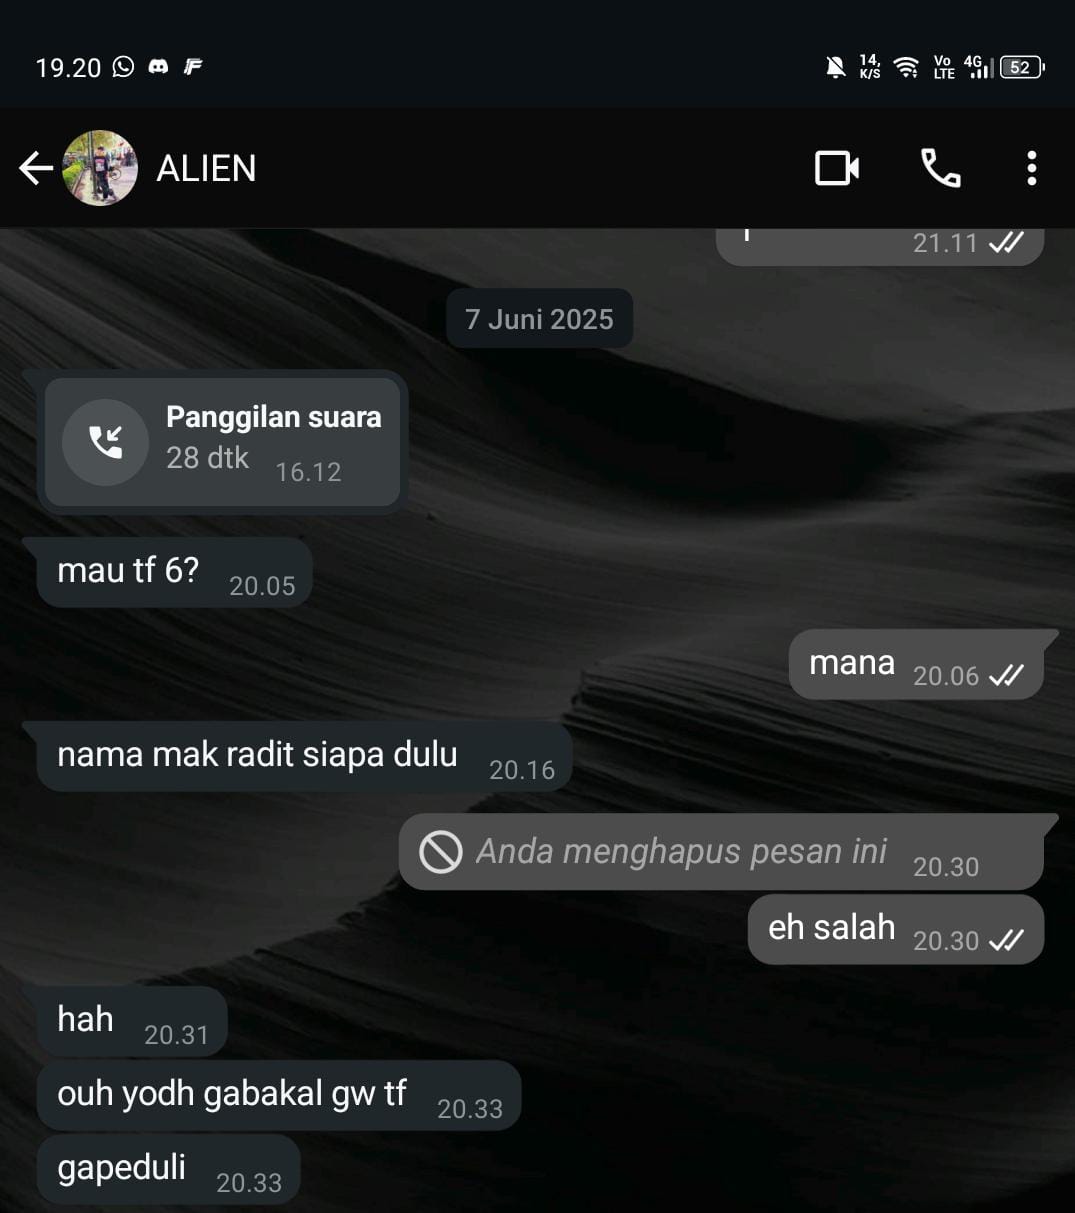 19.20 14, K/S Vo LTE 4G 52
ALIEN
21.11
7 Juni 2025
Panggilan suara
28 dtk 16.12
mau tf 6? 20.05
mana 20.06
nama mak radit siapa dulu 20.16
Anda menghapus pesan ini 20.30
eh salah 20.30
hah 20.31
ouh yodh gabakal gw tf 20.33
gapeduli 20.33